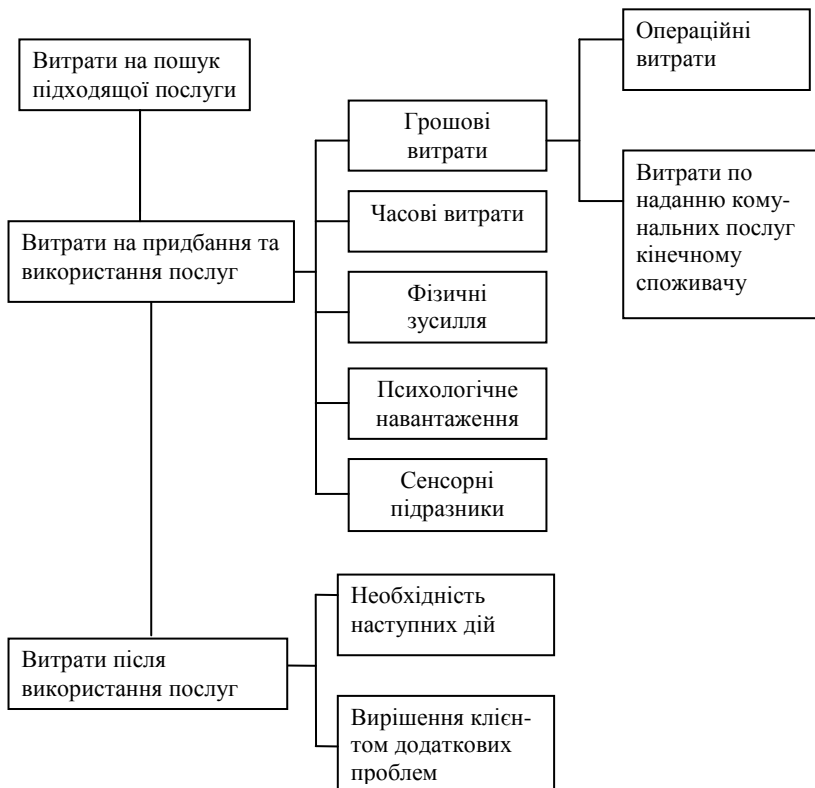 Витрати на пошук
підходящої послуги
Операційні
витрати
Грошові
витрати
Витрати по
наданню кому-
нальних послуг
кінечному
споживачу
Часові витрати
Витрати на придбання та
використання послуг
Фізичні
зусилля
Психологічне
навантаження
Сенсорні
підразники
Необхідність
наступних дій
Витрати після
використання послуг
Вирішення клієн-
том додаткових
проблем